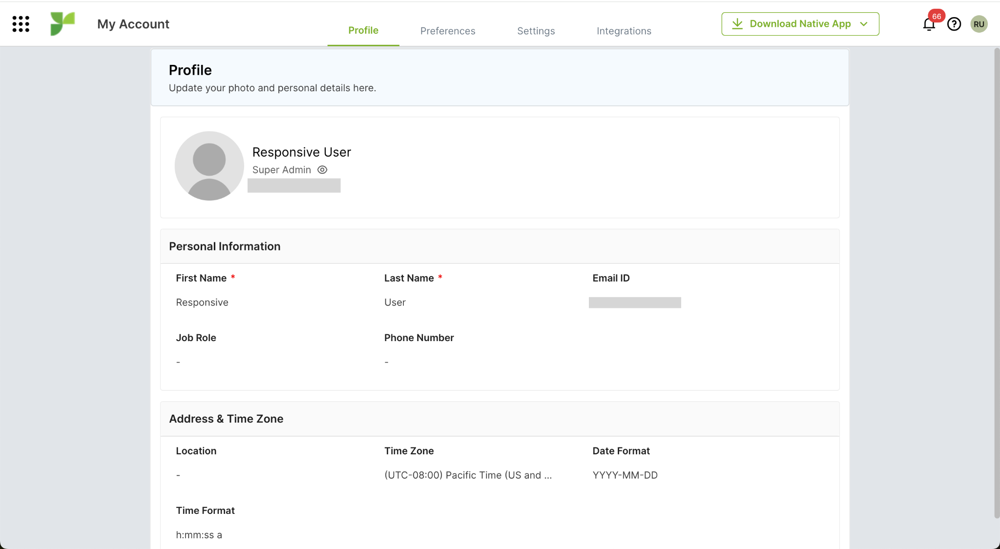 My Account
Profile
Preferences
Settings
Integrations
Download Native App
66
RU
Profile
Update your photo and personal details here.
Responsive User
Super Admin
Personal Information
First Name *
Last Name *
Email ID
Responsive
User
Job Role
Phone Number
-
-
Address & Time Zone
Location
Time Zone
Date Format
-
(UTC-08:00) Pacific Time (US and ...
YYYY-MM-DD
Time Format
h:mm:ss a